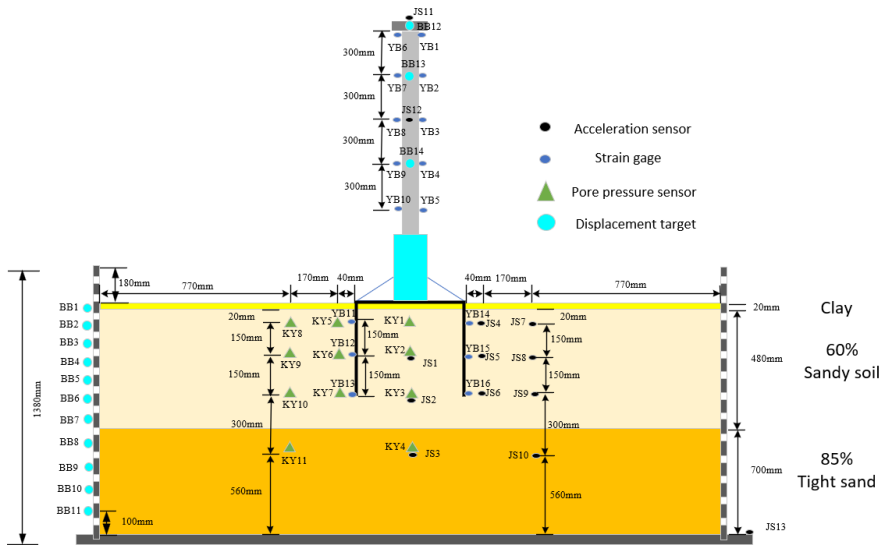 JS11
BB12
YB6
YB1
300mm
BB13
YB7
YB2
300mm
JS12
YB8
YB3
300mm
BB14
YB9
YB4
300mm
YB10
YB5
Acceleration sensor
Strain gage
Pore pressure sensor
Displacement target
180mm
770mm
170mm
40mm
40mm
170mm
770mm
1380mm
BB1
BB2
BB3
BB4
BB5
BB6
BB7
BB8
BB9
BB10
BB11
100mm
20mm
150mm
150mm
300mm
560mm
KY8
KY9
KY10
KY11
KY5
KY6
KY7
YB11
YB12
YB13
KY1
KY2
KY3
KY4
150mm
150mm
JS1
JS2
JS3
YB14
YB15
YB16
JS4
JS5
JS6
JS7
JS8
JS9
JS10
20mm
150mm
150mm
300mm
560mm
20mm
480mm
700mm
JS13
Clay
60%
Sandy soil
85%
Tight sand